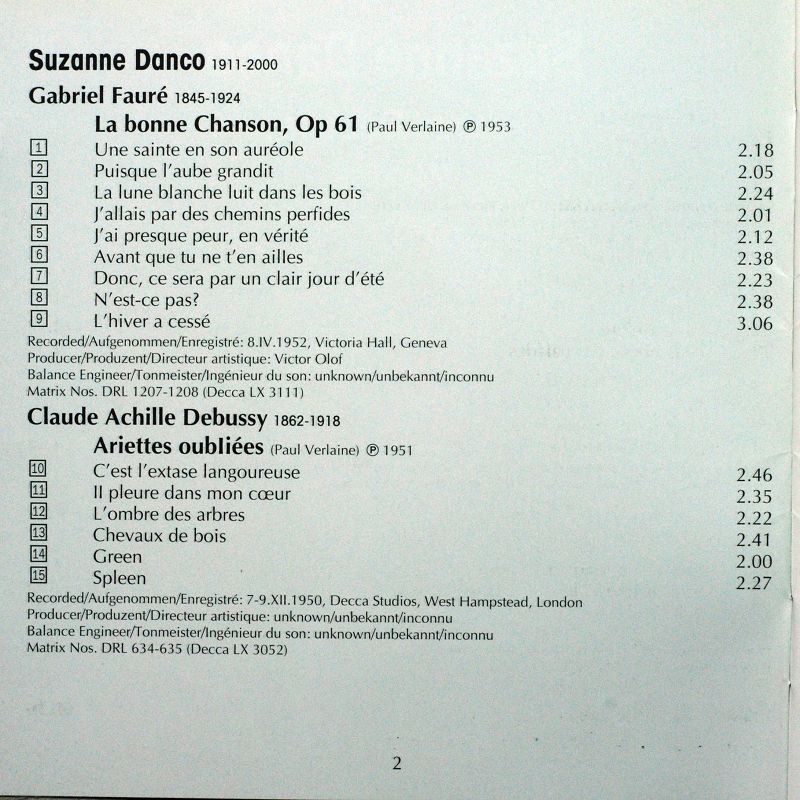 Suzanne Danco 1911-2000
Gabriel Fauré 1845-1924
La bonne Chanson, Op 61 (Paul Verlaine) ℗ 1953
1 Une sainte en son auréole 2.18
2 Puisque l'aube grandit 2.05
3 La lune blanche luit dans les bois 2.24
4 J'allais par des chemins perfides 2.01
5 J'ai presque peur, en vérité 2.12
6 Avant que tu ne t'en ailles 2.38
7 Donc, ce sera par un clair jour d'été 2.23
8 N'est-ce pas? 2.38
9 L'hiver a cessé 3.06
Recorded/Aufgenommen/Enregistré: 8.IV.1952, Victoria Hall, Geneva
Producer/Produzent/Directeur artistique: Victor Olof
Balance Engineer/Tonmeister/Ingénieur du son: unknown/unbekannt/inconnu
Matrix Nos. DRL 1207-1208 (Decca LX 3111)
Claude Achille Debussy 1862-1918
Ariettes oubliées (Paul Verlaine) ℗ 1951
10 C'est l'extase langoureuse 2.46
11 Il pleure dans mon cœur 2.35
12 L'ombre des arbres 2.22
13 Chevaux de bois 2.41
14 Green 2.00
15 Spleen 2.27
Recorded/Aufgenommen/Enregistré: 7-9.XII.1950, Decca Studios, West Hampstead, London
Producer/Produzent/Directeur artistique: unknown/unbekannt/inconnu
Balance Engineer/Tonmeister/Ingénieur du son: unknown/unbekannt/inconnu
Matrix Nos. DRL 634-635 (Decca LX 3052)
2